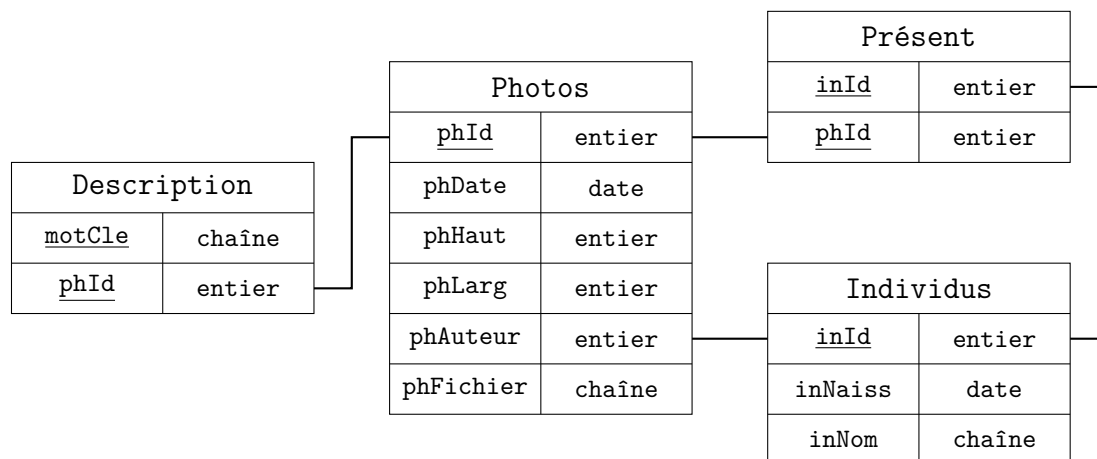 Description
motCle chaîne
phId entier
Photos
phId entier
phDate date
phHaut entier
phLarg entier
phAuteur entier
phFichier chaîne
Présent
inId entier
phId entier
Individus
inId entier
inNaiss date
inNom chaîne